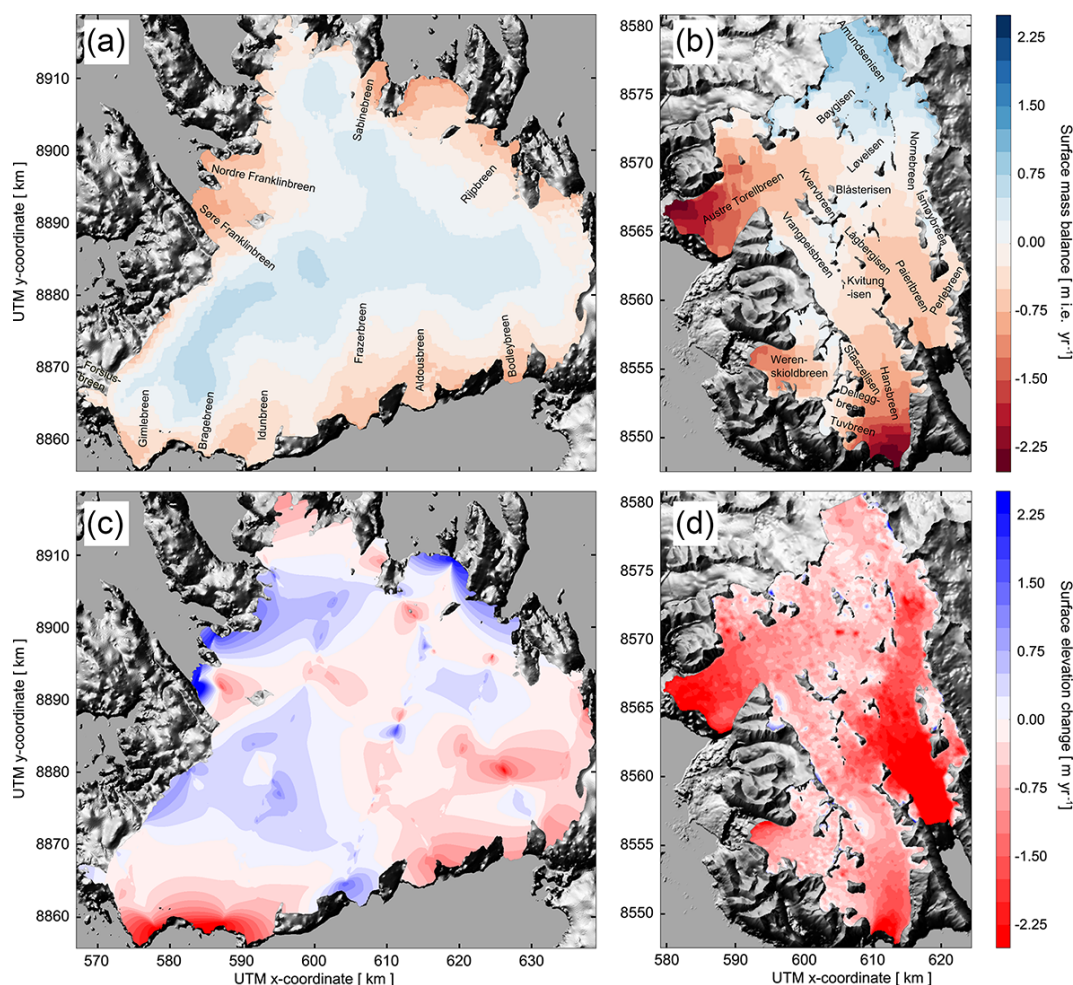 (a)
8910
8900
8890
8880
8870
8860
UTM y-coordinate [ km ]
Sabinebreen
Nordre Franklinbreen
Rijpbreen
Søre Franklinbreen
Forsius-
breen
Gimlebreen
Bragebreen
Idunbreen
Frazerbreen
Aldousbreen
Bodleybreen
(b)
8580
8575
8570
8565
8560
8555
8550
Amundsenisen
Bøygisen
Løveisen
Nornebreen
Ismøybreen
Kvervbreen
Blåsterisen
Austre Torellbreen
Vrangpeisbreen
Lågbergisen
Kvitung
-isen
Paierlbreen
Perlebreen
Weren-
skioldbreen
Staszelisen
Hansbreen
Deilegg-
breen
Tuvbreen
2.25
1.50
0.75
0.00
-0.75
-1.50
-2.25
Surface mass balance [ m i.e. yr⁻¹ ]
(c)
8910
8900
8890
8880
8870
8860
UTM y-coordinate [ km ]
570 580 590 600 610 620 630
UTM x-coordinate [ km ]
(d)
8580
8575
8570
8565
8560
8555
8550
580 590 600 610 620
UTM x-coordinate [ km ]
2.25
1.50
0.75
0.00
-0.75
-1.50
-2.25
Surface elevation change [ m yr⁻¹ ]